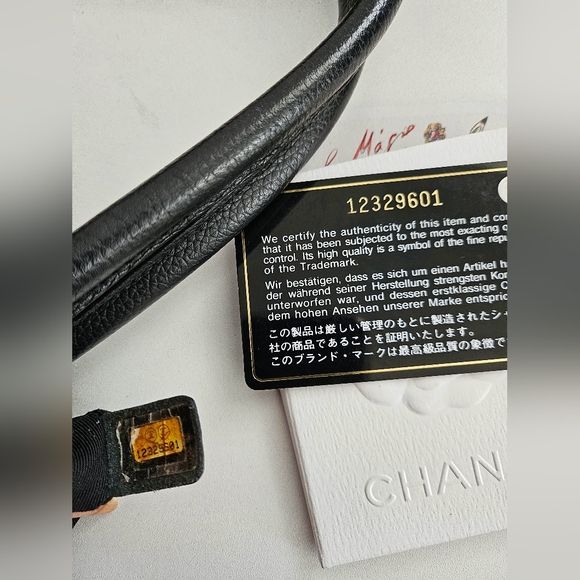 Mágo
12329601
We certify the authenticity of this item and
that it has been subjected to the most exacting
control. Its high quality is a symbol of the fine
of the Trademark.
Wir bestätigen, dass es sich um einen Artikel
der während seiner Herstellung strengsten
unterworfen war, und dessen erstklassige
dem hohen Ansehen unserer Marke
この製品は厳しい管理のもとに製造されたシャ
社の商品であることを証明いたします。
このブランド・マークは最高級品質の象徴で
12329601
CHAN